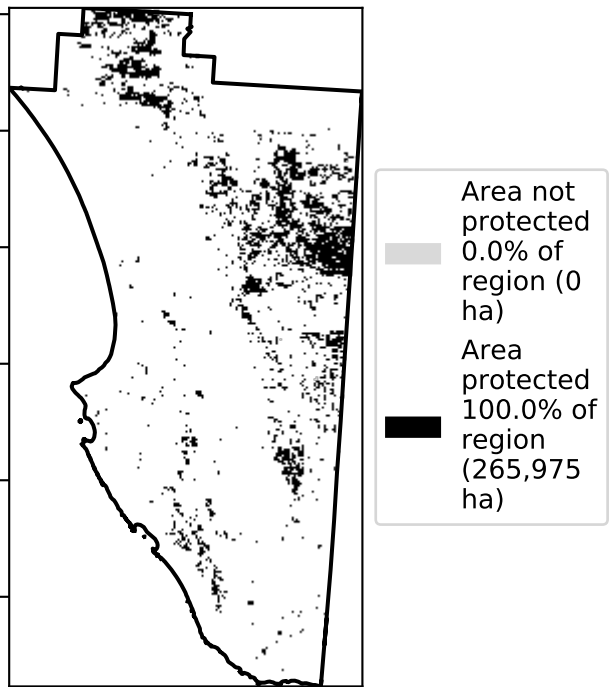 Area not
protected
0.0% of
region (0
ha)
Area
protected
100.0% of
region
(265,975
ha)